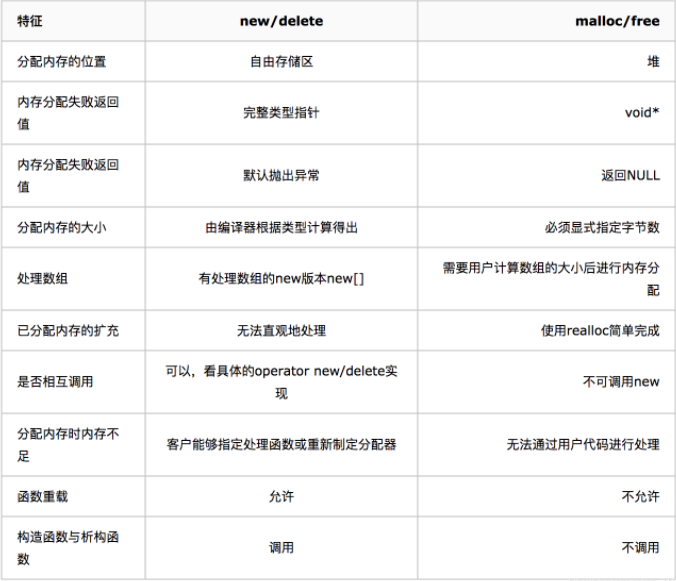 特征 new/delete malloc/free
分配内存的位置 自由存储区 堆
内存分配失败返回
值
完整类型指针 void*
内存分配失败返回
值
默认抛出异常 返回NULL
分配内存的大小 由编译器根据类型计算得出 必须显式指定字节数
处理数组 有处理数组的new版本new[]
需要用户计算数组的大小后进行内存分
配
已分配内存的扩充 无法直观地处理 使用realloc简单完成
是否相互调用
可以，看具体的operator new/delete实
现
不可调用new
分配内存时内存不
足
客户能够指定处理函数或重新制定分配器 无法通过用户代码进行处理
函数重载 允许 不允许
构造函数与析构函
数
调用 不调用